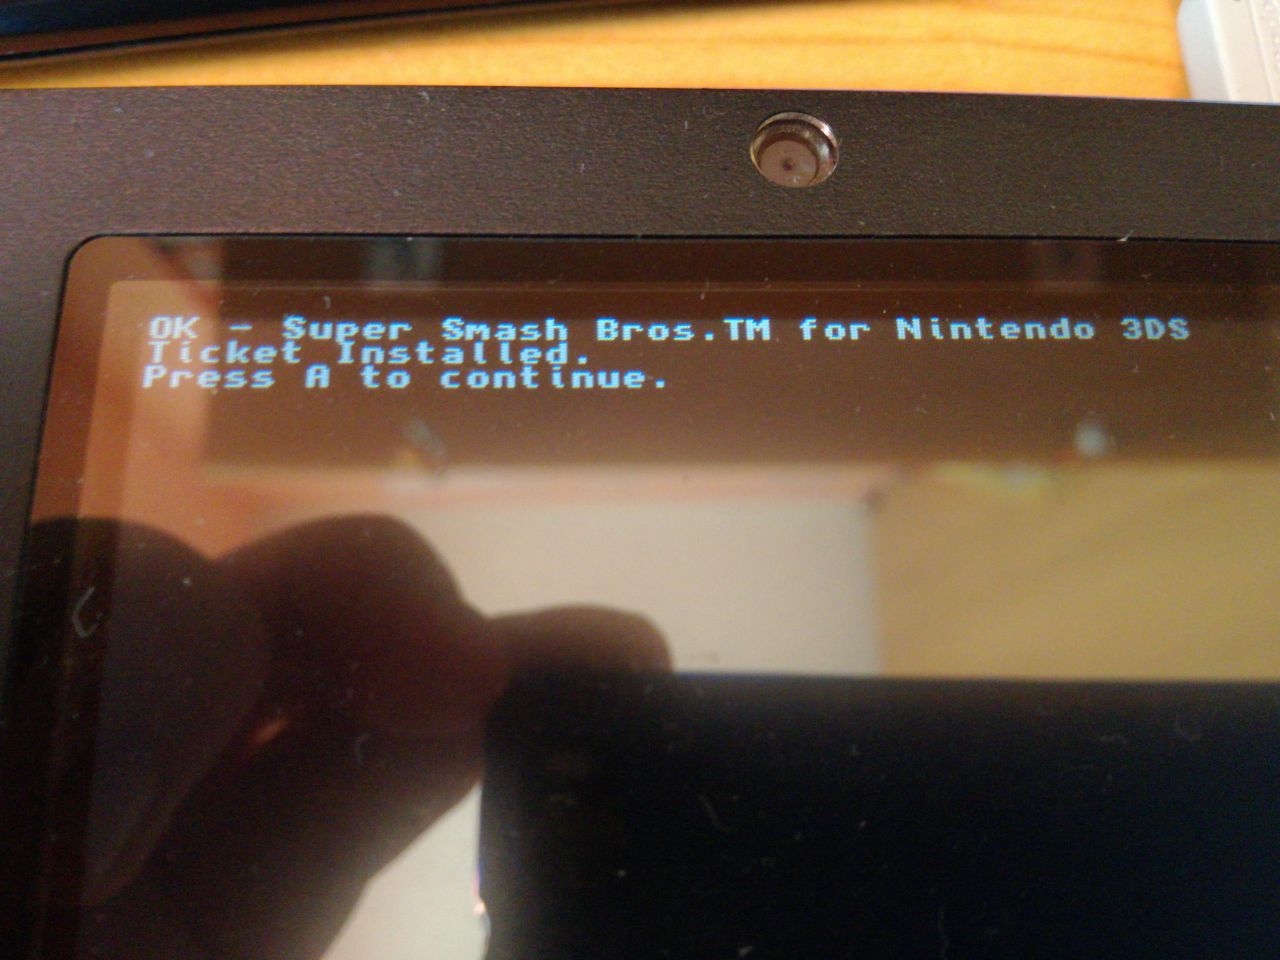 OK - Super Smash Bros.TM for Nintendo 3DS
Ticket Installed.
Press A to continue.